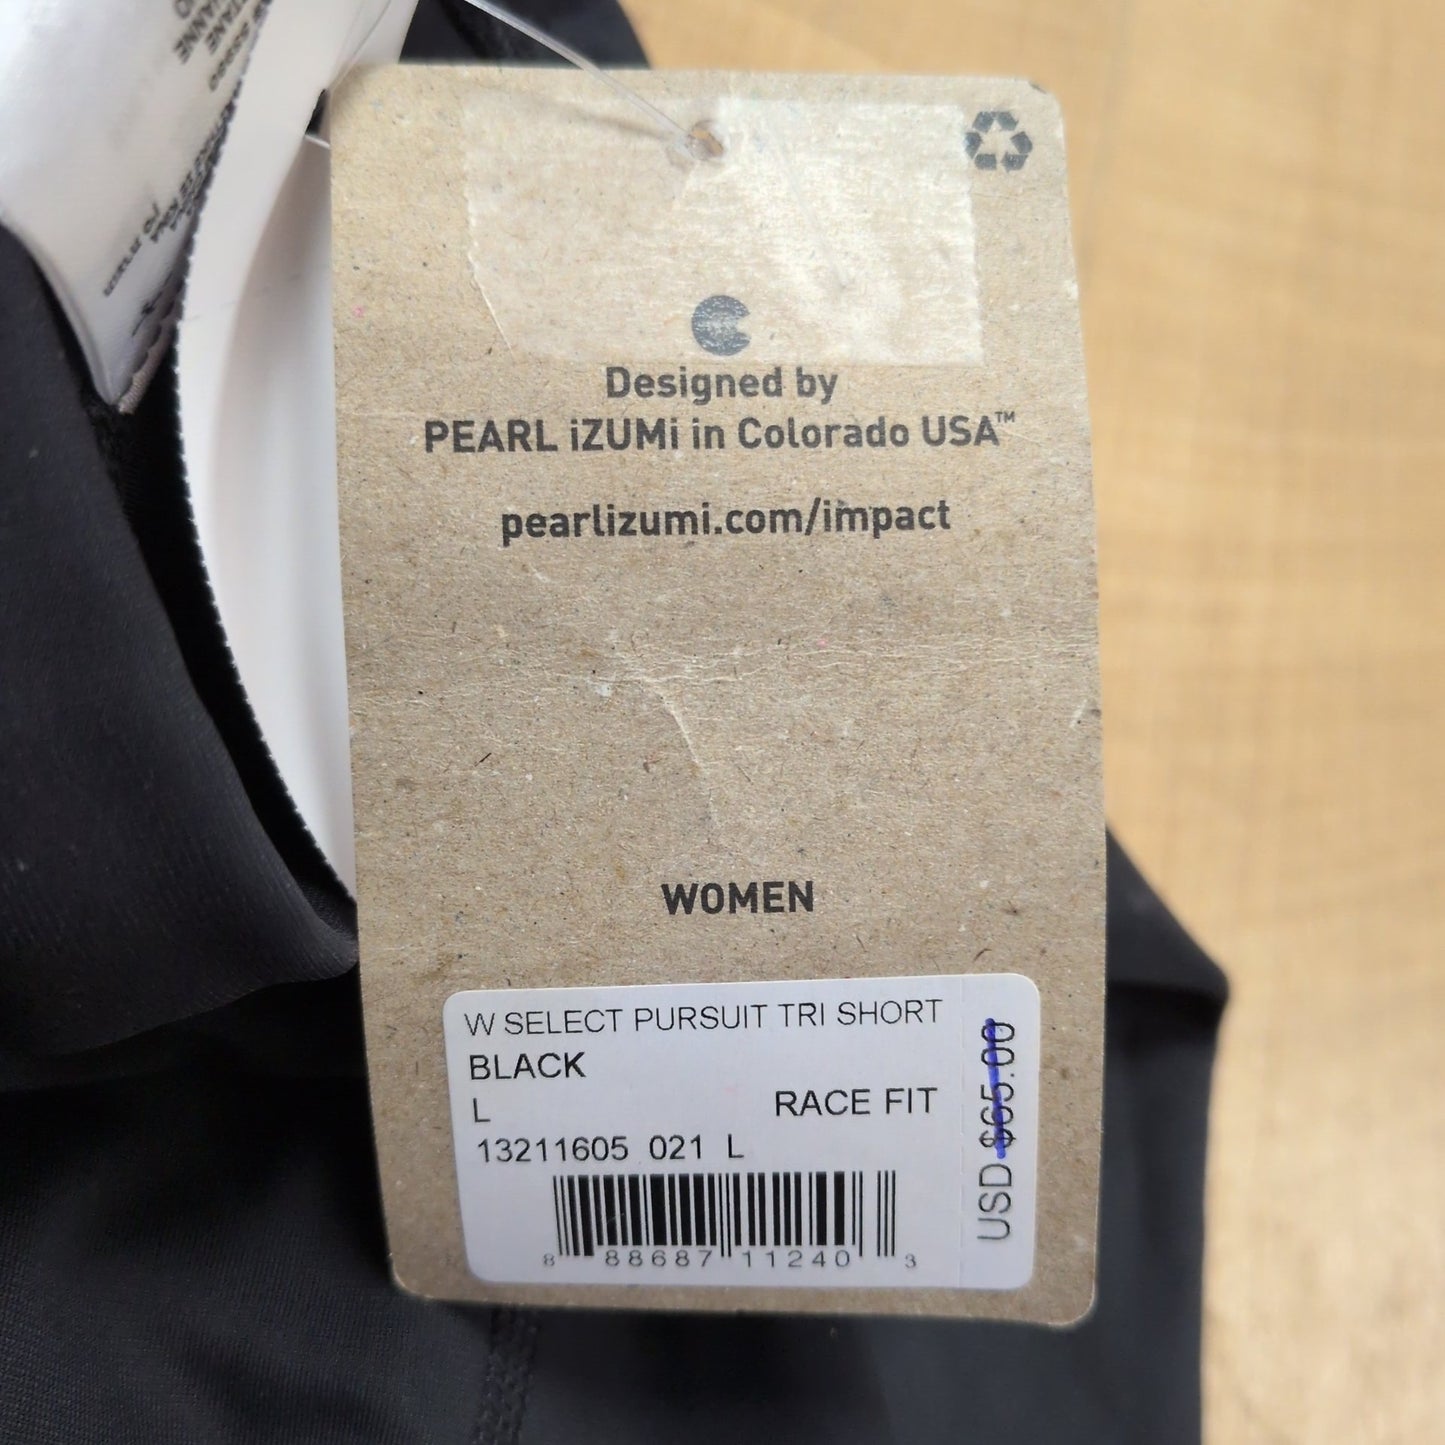 Designed by
PEARL iZUMi in Colorado USA™
pearlizumi.com/impact
WOMEN
W SELECT PURSUIT TRI SHORT
BLACK
L
RACE FIT
13211605 021 L
USD $65.00
8 88687 11240 3